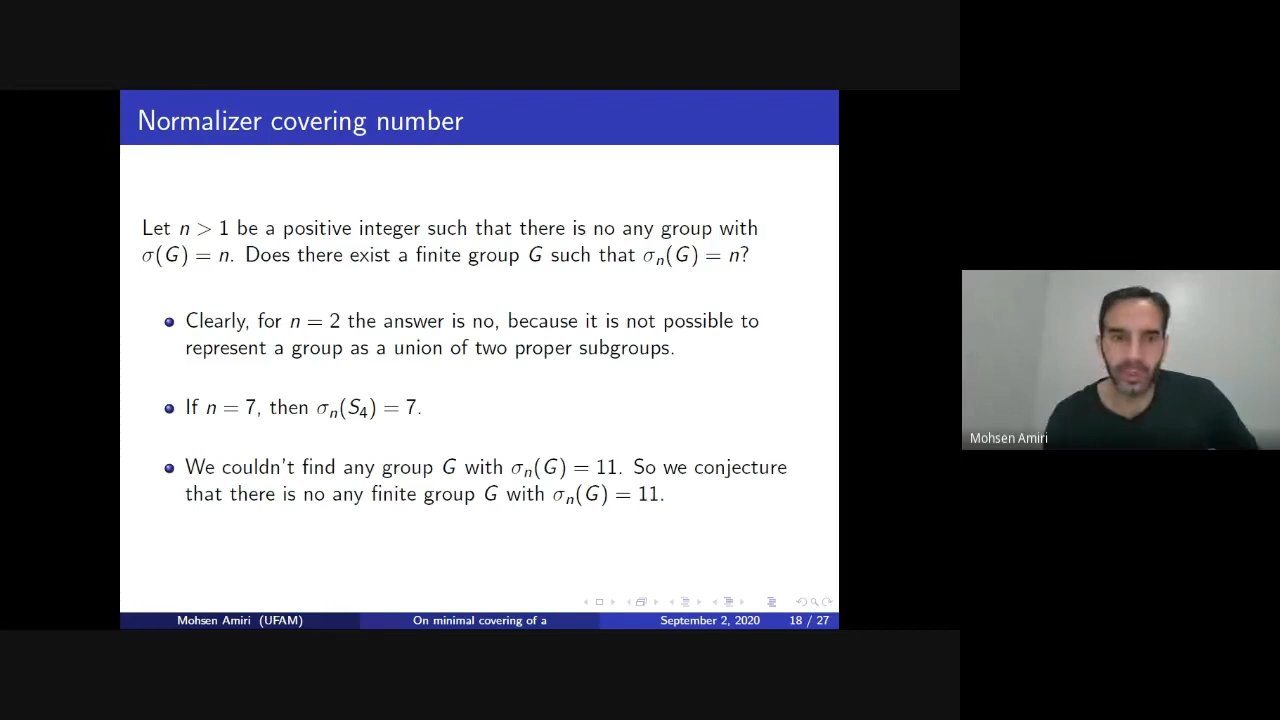 Normalizer covering number
Let n > 1 be a positive integer such that there is no any group with
σ(G) = n. Does there exist a finite group G such that σₙ(G) = n?
Clearly, for n = 2 the answer is no, because it is not possible to
represent a group as a union of two proper subgroups.
If n = 7, then σₙ(S₄) = 7.
We couldn't find any group G with σₙ(G) = 11. So we conjecture
that there is no any finite group G with σₙ(G) = 11.
Mohsen Amiri (UFAM) On minimal covering of a September 2, 2020 18 / 27
Mohsen Amiri